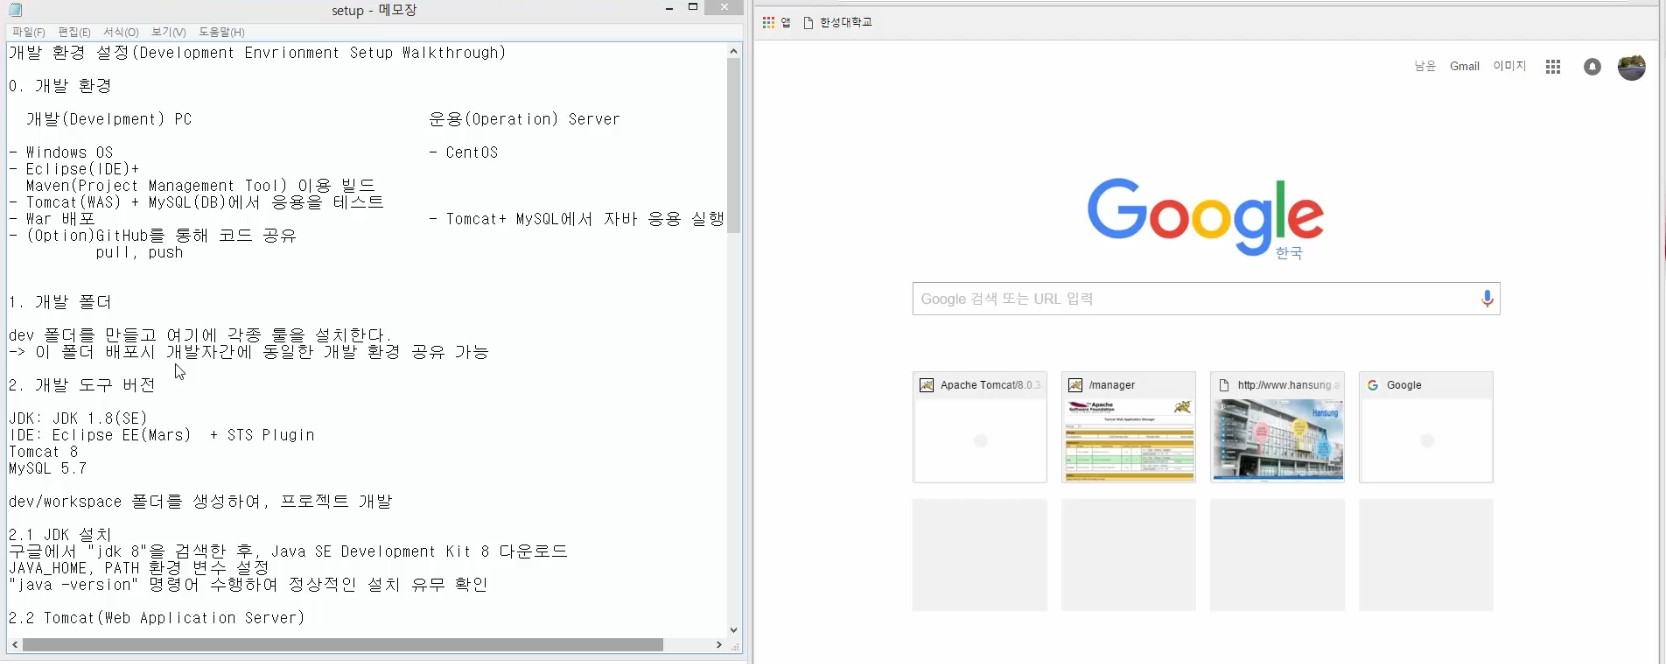 setup - 메모장
파일(F) 편집(E) 서식(O) 보기(V) 도움말(H)
개발 환경 설정(Development Envrionment Setup Walkthrough)
0. 개발 환경
개발(Develpment) PC 운용(Operation) Server
- Windows OS - CentOS
- Eclipse(IDE)+
Maven(Project Management Tool) 이용 빌드
- Tomcat(WAS) + MySQL(DB)에서 응용을 테스트
- War 배포 - Tomcat+ MySQL에서 자바 응용 실행
- (Option)GitHub를 통해 코드 공유
pull, push
1. 개발 폴더
dev 폴더를 만들고 여기에 각종 툴을 설치한다.
-> 이 폴더 배포시 개발자간에 동일한 개발 환경 공유 가능
2. 개발 도구 버전
JDK: JDK 1.8(SE)
IDE: Eclipse EE(Mars) + STS Plugin
Tomcat 8
MySQL 5.7
dev/workspace 폴더를 생성하여, 프로젝트 개발
2.1 JDK 설치
구글에서 "jdk 8"을 검색한 후, Java SE Development Kit 8 다운로드
JAVA_HOME, PATH 환경 변수 설정
"java -version" 명령어 수행하여 정상적인 설치 유무 확인
2.2 Tomcat(Web Application Server)
앱 한성대학교
남윤 Gmail 이미지
Google
한국
Google 검색 또는 URL 입력
Apache Tomcat/8.0.3 /manager http://www.hansung.a Google
The Apache
Software Foundation
Hansung